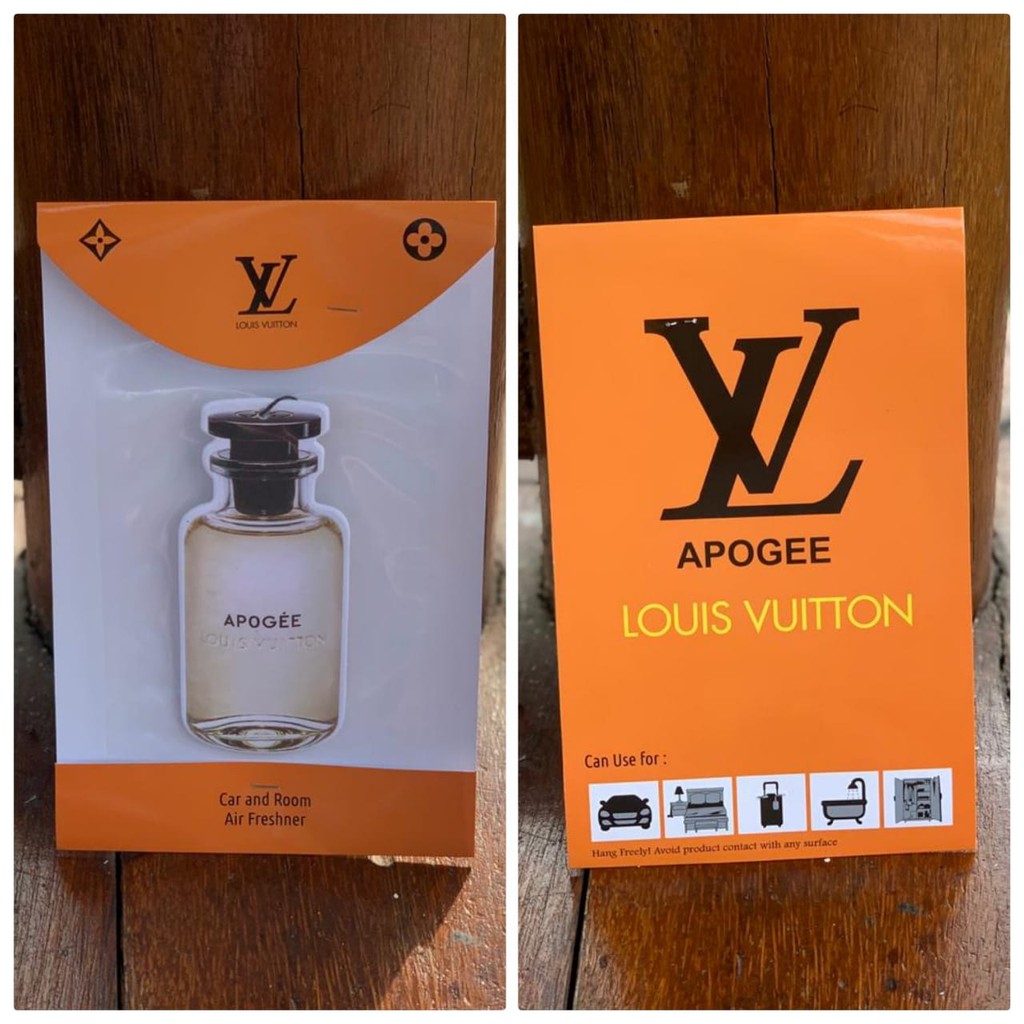 LV
LOUIS VUITTON
APOGÉE
LOUIS VUITTON
Car and Room
Air Freshner
LV
APOGEE
LOUIS VUITTON
Can Use for :
Hang Freely! Avoid product contact with any surface